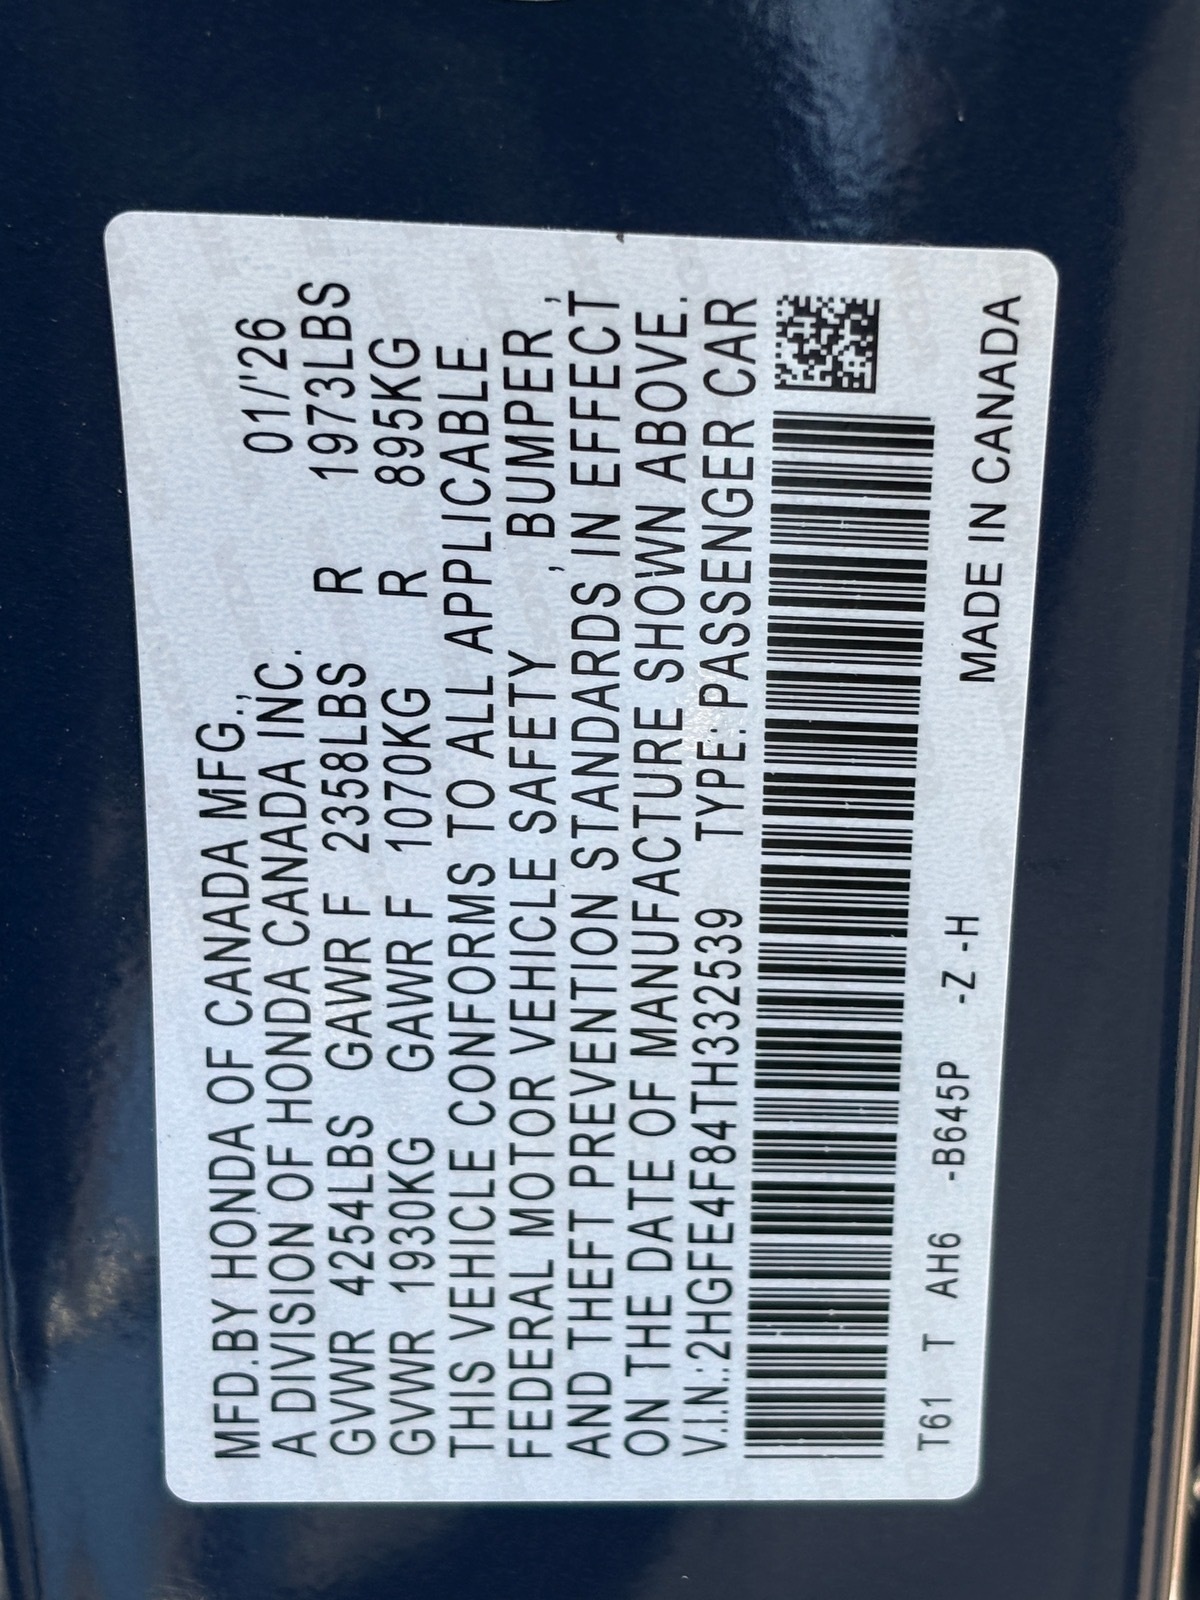 MFD.BY HONDA OF CANADA MFG., 01/'26
A DIVISION OF HONDA CANADA INC.
GVWR 4254LBS GAWR F 2358LBS R 1973LBS
GVWR 1930KG GAWR F 1070KG R 895KG
THIS VEHICLE CONFORMS TO ALL APPLICABLE
FEDERAL MOTOR VEHICLE SAFETY , BUMPER ,
AND THEFT PREVENTION STANDARDS IN EFFECT
ON THE DATE OF MANUFACTURE SHOWN ABOVE.
V.I.N.:2HGFE4F84TH332539 TYPE: PASSENGER CAR
T61 T AH6 -B645P -Z -H
MADE IN CANADA